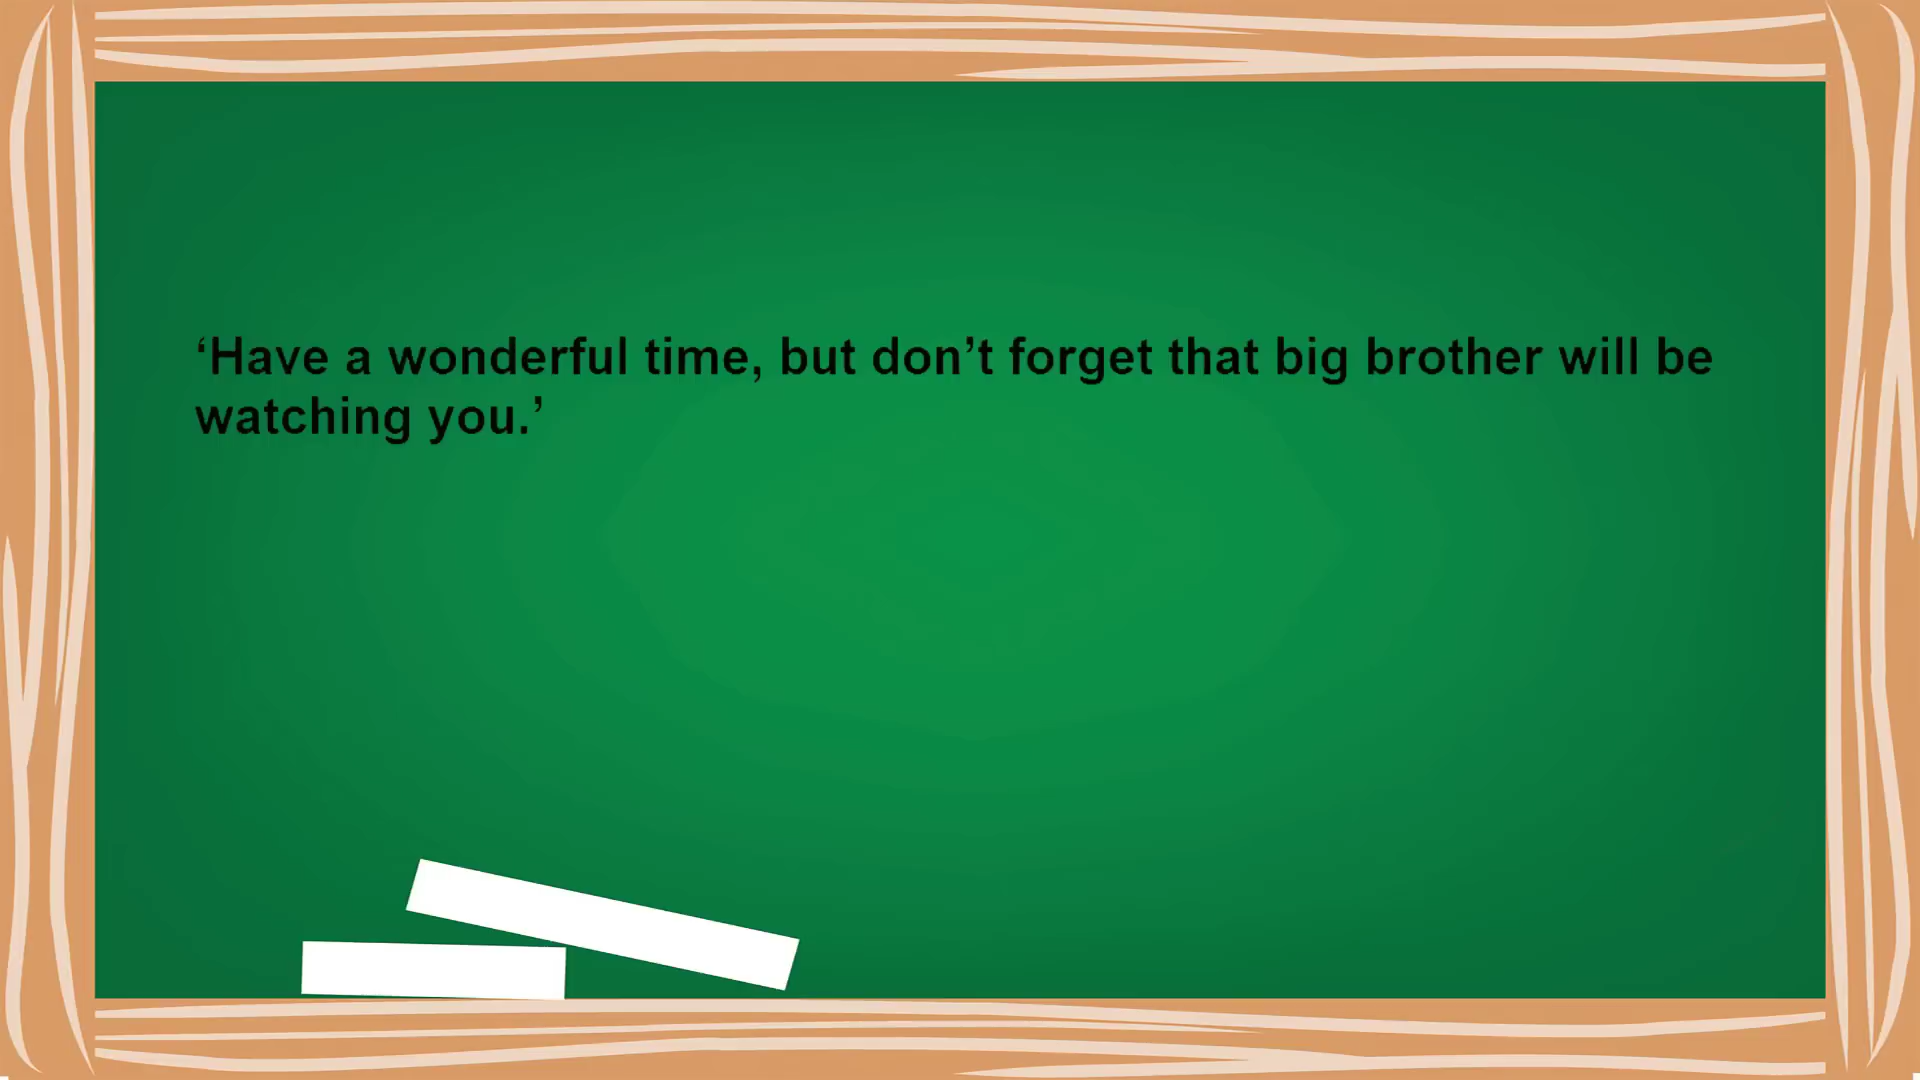 ‘Have a wonderful time, but don’t forget that big brother will be
watching you.’